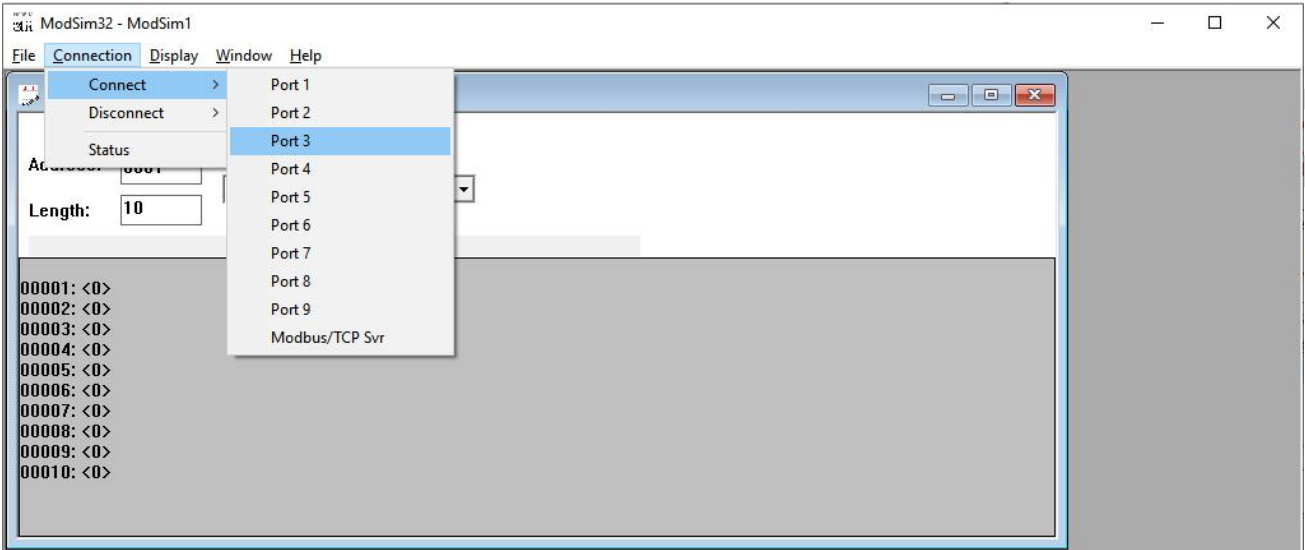 ModSim32 - ModSim1
File Connection Display Window Help
Connect
Disconnect
Status
Port 1
Port 2
Port 3
Port 4
Port 5
Port 6
Port 7
Port 8
Port 9
Modbus/TCP Svr
Length: 10
00001: <0>
00002: <0>
00003: <0>
00004: <0>
00005: <0>
00006: <0>
00007: <0>
00008: <0>
00009: <0>
00010: <0>